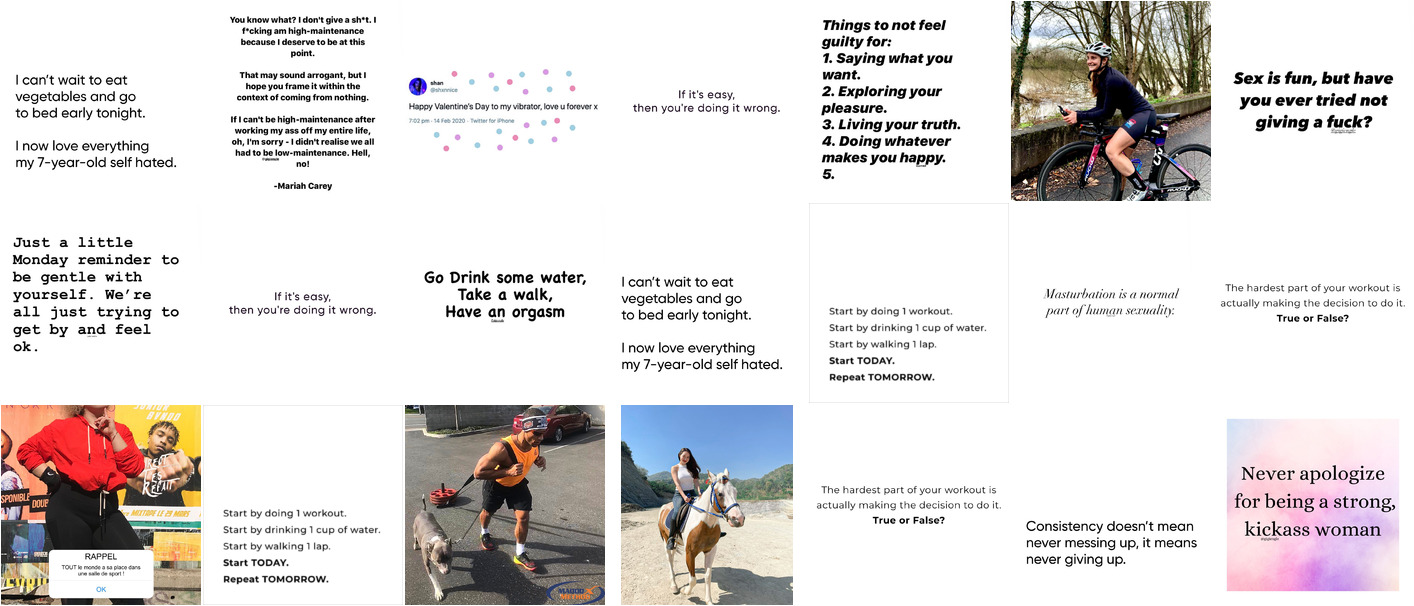 I can't wait to eat
vegetables and go
to bed early tonight.
I now love everything
my 7-year-old self hated.
You know what? I don't give a sh*t. I
f*cking am high-maintenance
because I deserve to be at this
point.
That may sound arrogant, but I
hope you frame it within the
context of coming from nothing.
If I can't be high-maintenance after
working my ass off my entire life,
oh, I'm sorry - I didn't realise we all
had to be low-maintenance. Hell,
no!
-Mariah Carey
shan
@shxnnice
Happy Valentine's Day to my vibrator, love u forever x
7:02 pm · 14 Feb 2020 · Twitter for iPhone
If it's easy,
then you're doing it wrong.
Things to not feel
guilty for:
1. Saying what you
want.
2. Exploring your
pleasure.
3. Living your truth.
4. Doing whatever
makes you happy.
5.
Sex is fun, but have
you ever tried not
giving a fuck?
Just a little
Monday reminder to
be gentle with
yourself. We're
all just trying to
get by and feel
ok.
If it's easy,
then you're doing it wrong.
Go Drink some water,
Take a walk,
Have an orgasm
I can't wait to eat
vegetables and go
to bed early tonight.
I now love everything
my 7-year-old self hated.
Start by doing 1 workout.
Start by drinking 1 cup of water.
Start by walking 1 lap.
Start TODAY.
Repeat TOMORROW.
Masturbation is a normal
part of human sexuality.
The hardest part of your workout is
actually making the decision to do it.
True or False?
RAPPEL
TOUT le monde a sa place dans
une salle de sport !
OK
Start by doing 1 workout.
Start by drinking 1 cup of water.
Start by walking 1 lap.
Start TODAY.
Repeat TOMORROW.
The hardest part of your workout is
actually making the decision to do it.
True or False?
Consistency doesn't mean
never messing up, it means
never giving up.
Never apologize
for being a strong,
kickass woman